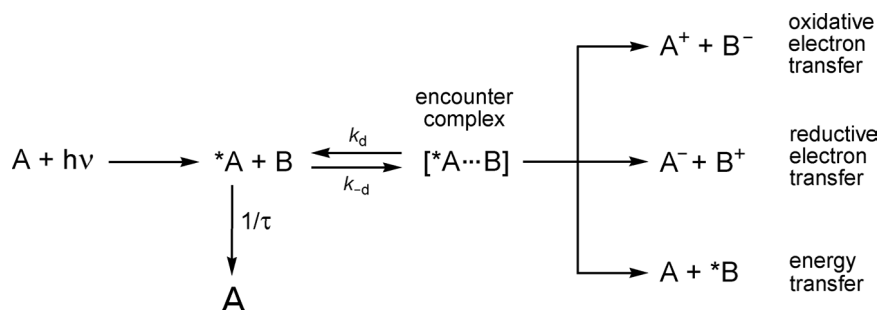 oxidative
electron
transfer
A⁺ + B⁻
encounter
complex
reductive
electron
transfer
A + hν
*A + B
k_d
k_–d
[*A···B]
A⁻ + B⁺
1/τ
A
A + *B
energy
transfer